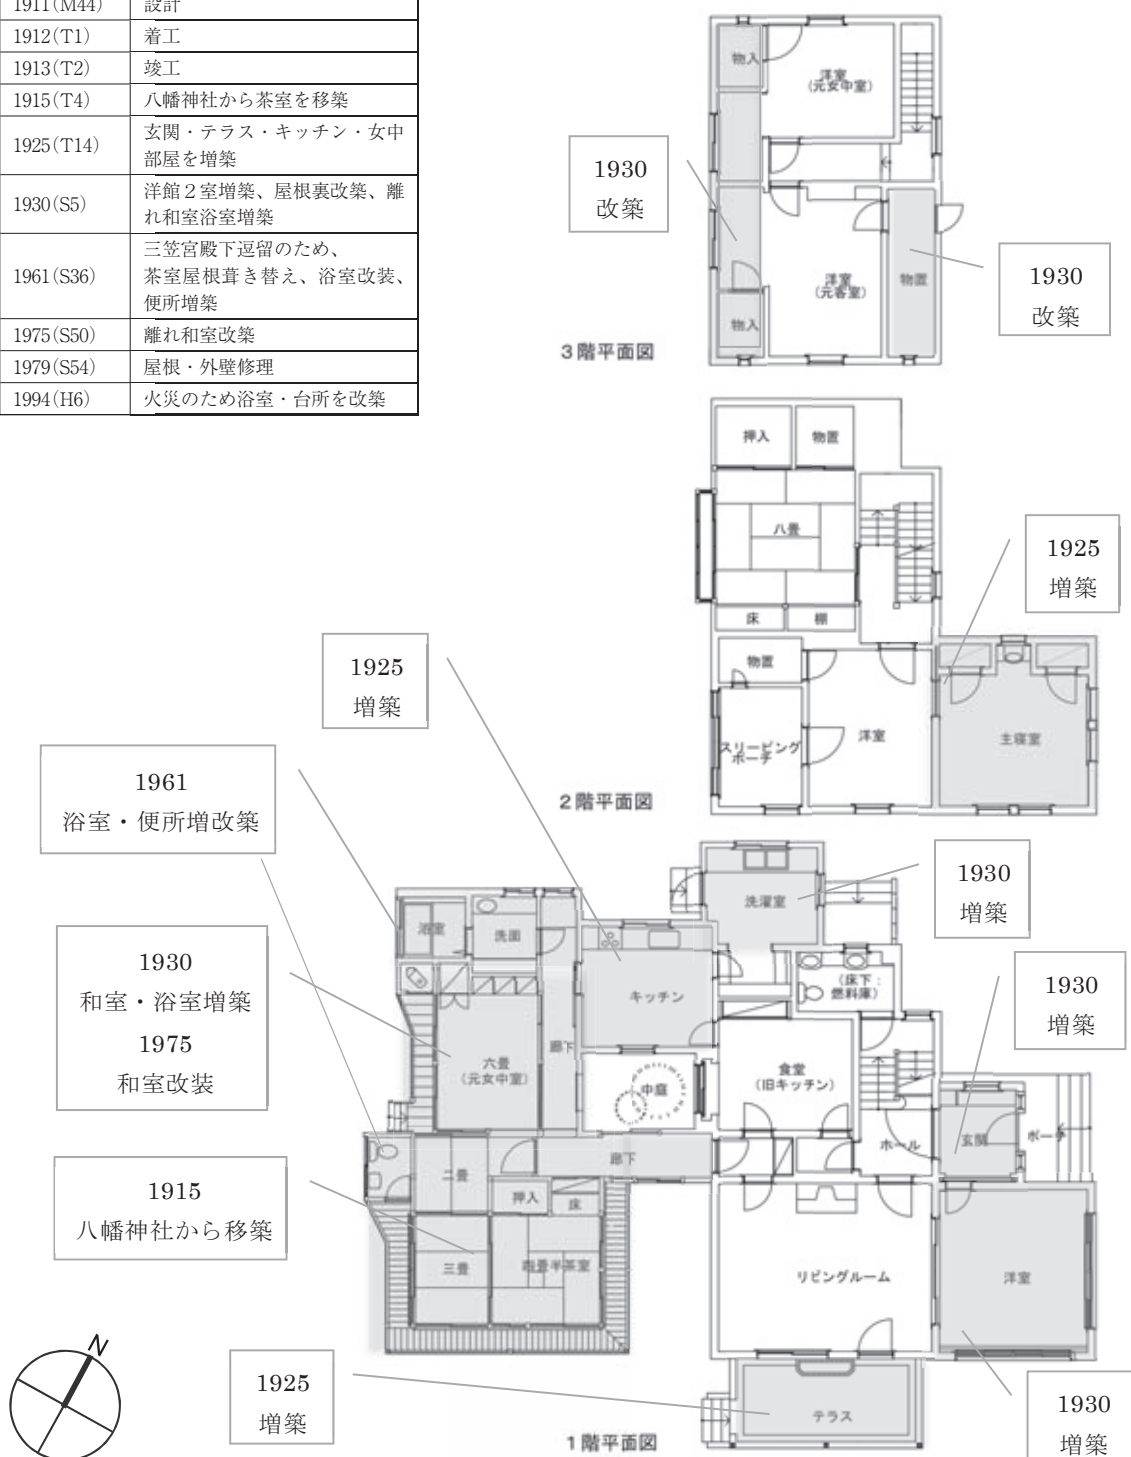 1911(M44) 設計
1912(T1) 着工
1913(T2) 竣工
1915(T4) 八幡神社から茶室を移築
1925(T14) 玄関・テラス・キッチン・女中
部屋を増築
1930(S5) 洋館２室増築、屋根裏改築、離
れ和室浴室増築
1961(S36) 三笠宮殿下逗留のため、
茶室屋根葺き替え、浴室改装、
便所増築
1975(S50) 離れ和室改築
1979(S54) 屋根・外壁修理
1994(H6) 火災のため浴室・台所を改築
物入
洋室
(元女中室)
1930
改築
洋室
(元客室)
物置
物入
1930
改築
3階平面図
押入
物置
八畳
床
棚
1925
増築
物置
洋室
スリーピング
ポーチ
主寝室
2階平面図
1925
増築
1961
浴室・便所増改築
1930
和室・浴室増築
1975
和室改装
1915
八幡神社から移築
浴室
洗面
キッチン
洗濯室
1930
増築
(床下：
燃料庫)
1930
増築
六畳
(元女中室)
廊下
中庭
食堂
(旧キッチン)
ホール
玄関
ポーチ
廊下
二畳
押入
床
三畳
四畳半茶室
リビングルーム
洋室
テラス
1925
増築
1930
増築
1階平面図
N